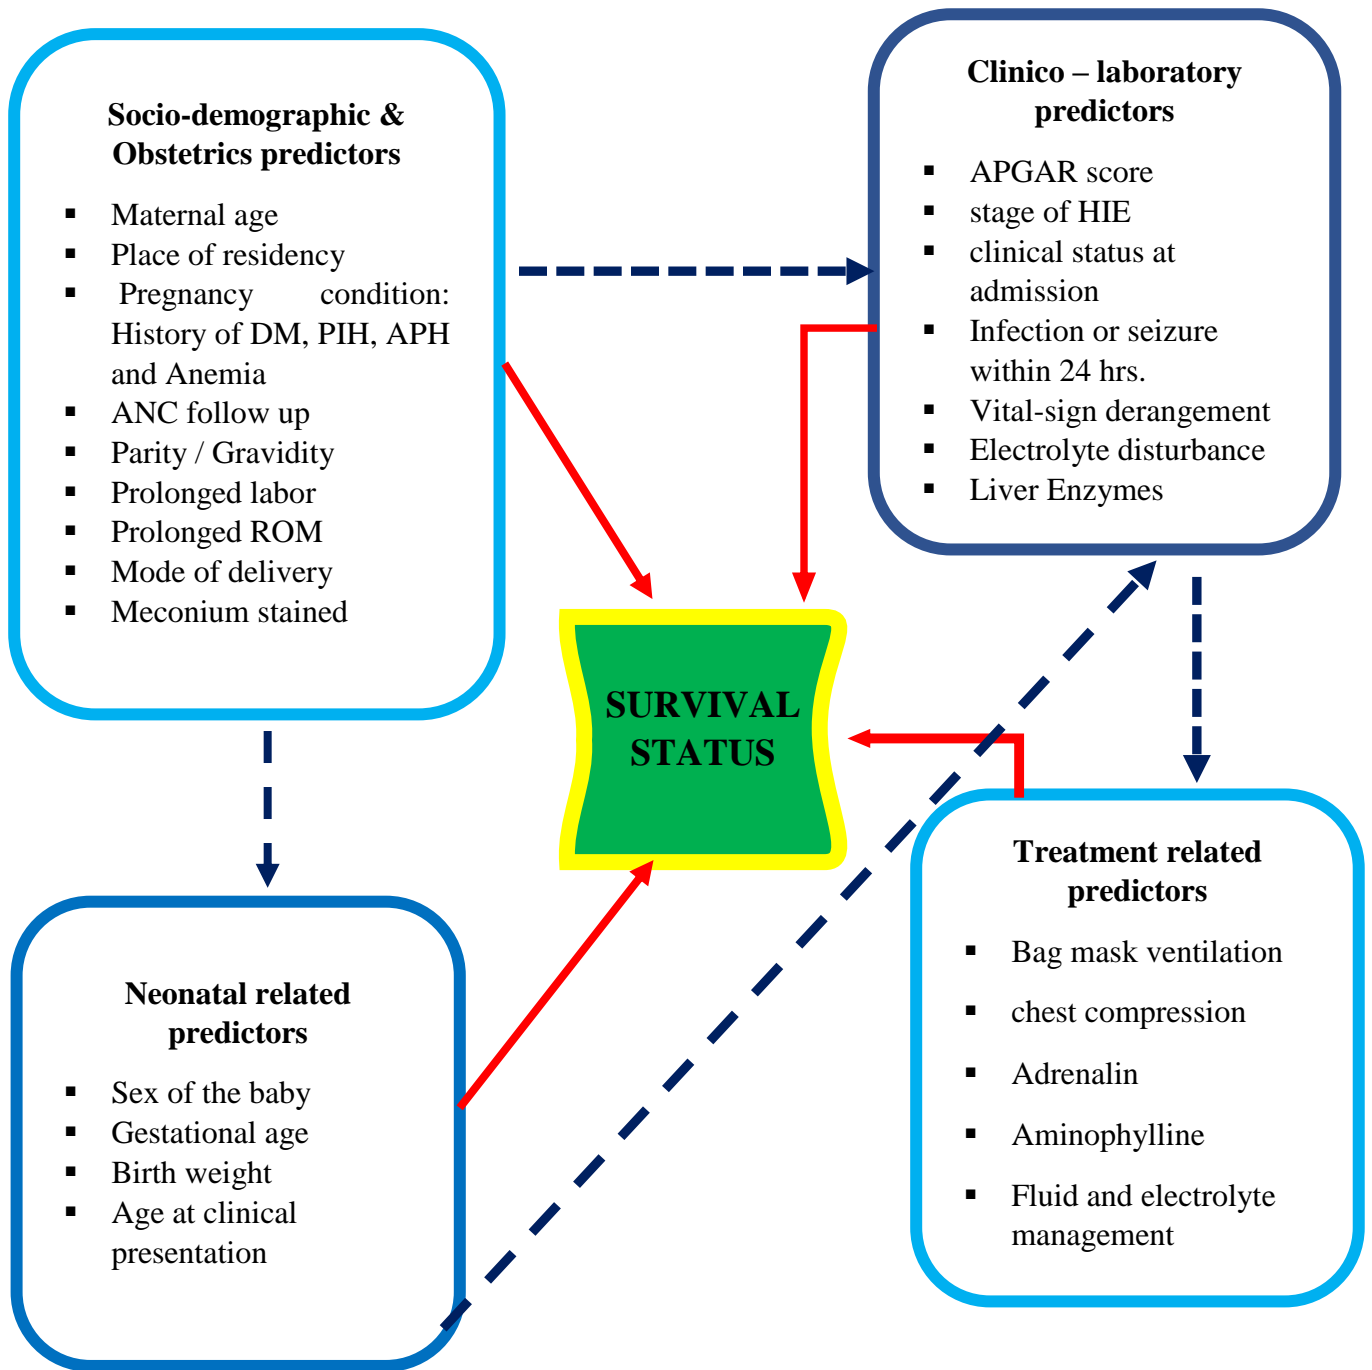 Socio-demographic &
Obstetrics predictors
▪ Maternal age
▪ Place of residency
▪ Pregnancy condition:
History of DM, PIH, APH
and Anemia
▪ ANC follow up
▪ Parity / Gravidity
▪ Prolonged labor
▪ Prolonged ROM
▪ Mode of delivery
▪ Meconium stained
Clinico – laboratory
predictors
▪ APGAR score
▪ stage of HIE
▪ clinical status at
admission
▪ Infection or seizure
within 24 hrs.
▪ Vital-sign derangement
▪ Electrolyte disturbance
▪ Liver Enzymes
SURVIVAL
STATUS
Neonatal related
predictors
▪ Sex of the baby
▪ Gestational age
▪ Birth weight
▪ Age at clinical
presentation
Treatment related
predictors
▪ Bag mask ventilation
▪ chest compression
▪ Adrenalin
▪ Aminophylline
▪ Fluid and electrolyte
management